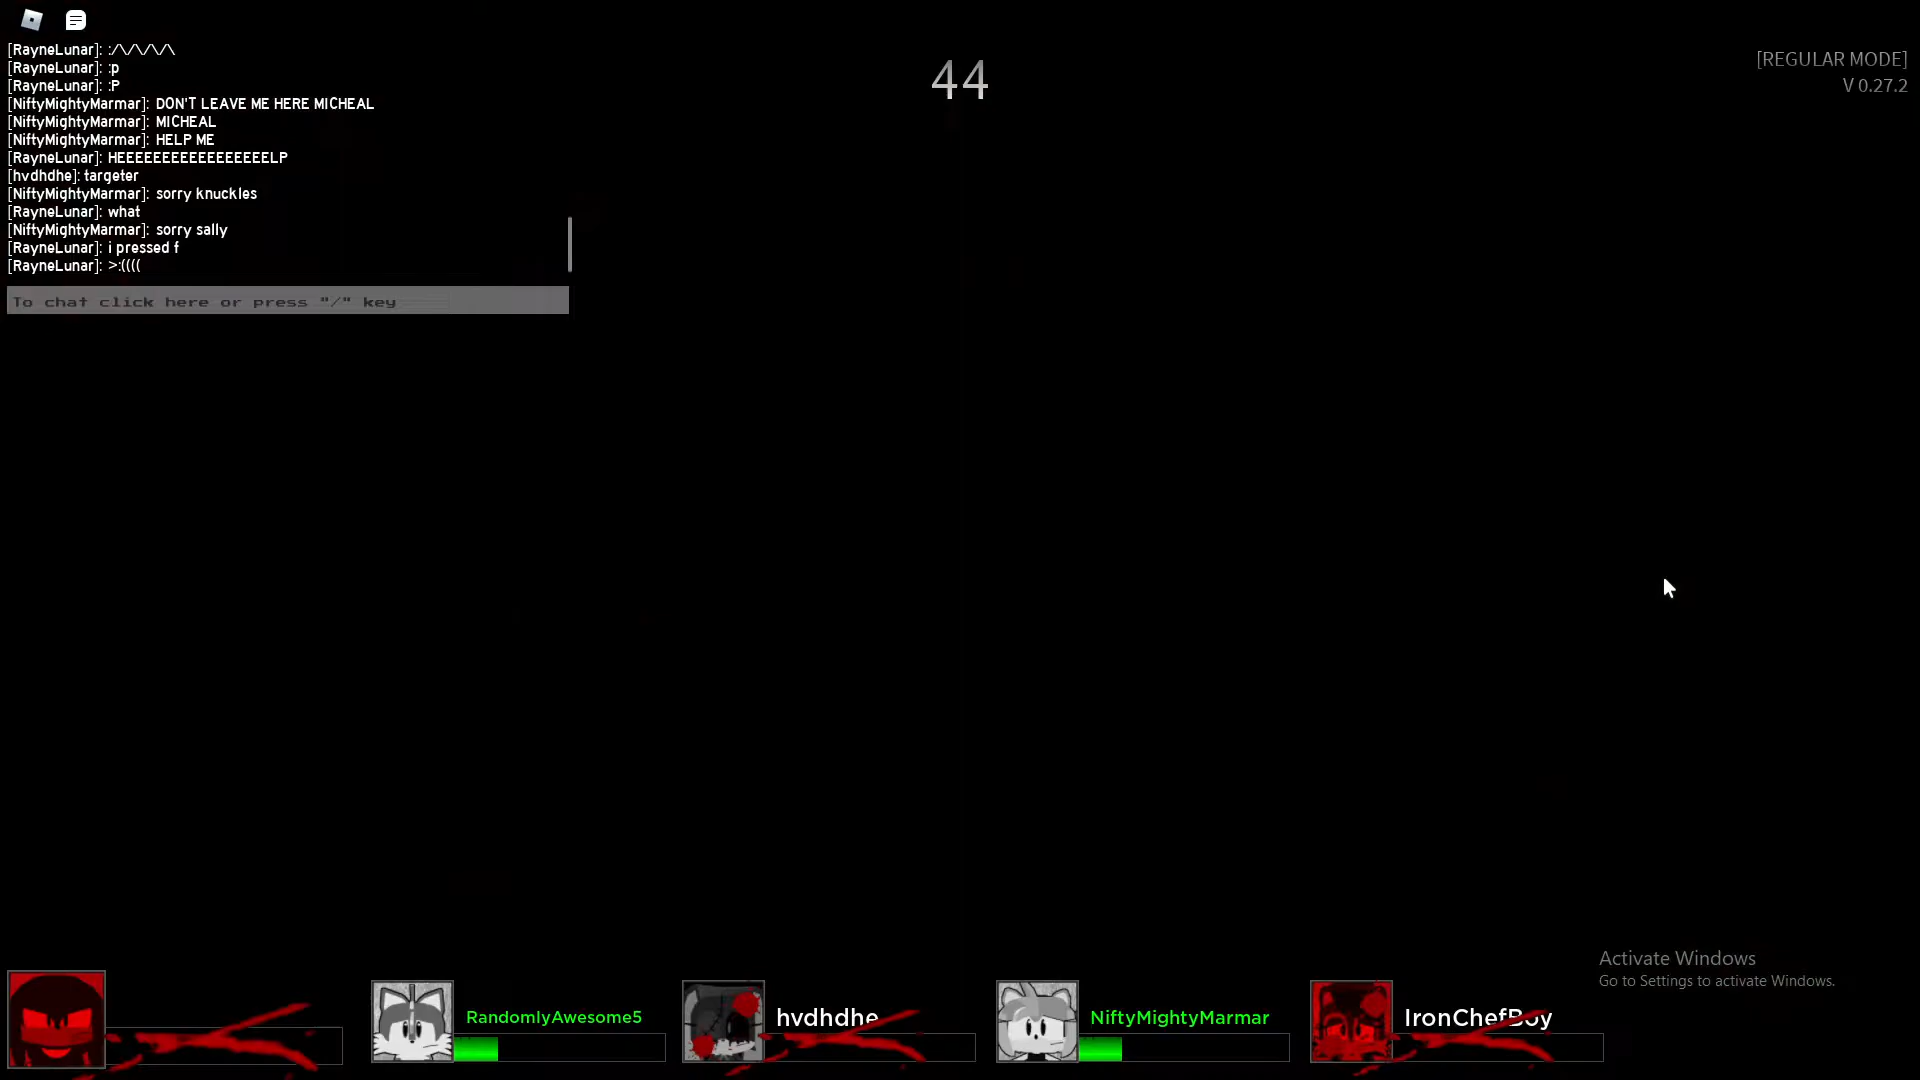 [RayneLunar]: :/\/\/\/\/\
[RayneLunar]: :p
[RayneLunar]: :P
[NiftyMightyMarmar]: DON'T LEAVE ME HERE MICHEAL
[NiftyMightyMarmar]: MICHEAL
[NiftyMightyMarmar]: HELP ME
[RayneLunar]: HEEEEEEEEEEEEEEEEELP
[hvdhdhe]: targeter
[NiftyMightyMarmar]: sorry knuckles
[RayneLunar]: what
[NiftyMightyMarmar]: sorry sally
[RayneLunar]: i pressed f
[RayneLunar]: >:((((
To chat click here or press "/" key
44
[REGULAR MODE]
V 0.27.2
Activate Windows
Go to Settings to activate Windows.
RandomlyAwesome5
hvdhdhe
NiftyMightyMarmar
IronChefBoy